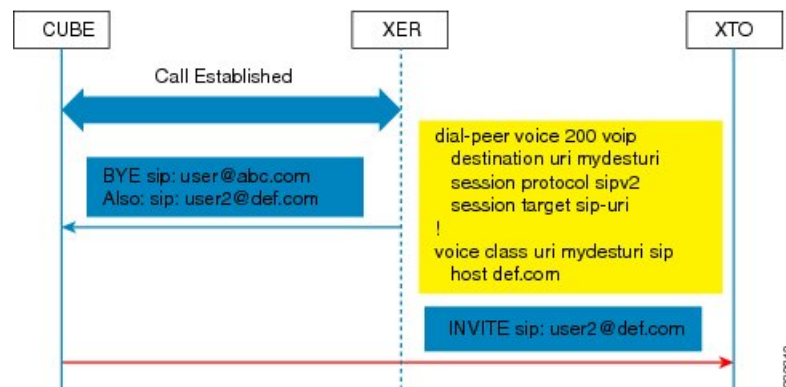 CUBE
XER
XTO
Call Established
BYE sip: user@abc.com
Also: sip: user2@def.com
dial-peer voice 200 voip
destination uri mydesturi
session protocol sipv2
session target sip-uri
!
voice class uri mydesturi sip
host def.com
INVITE sip: user2@def.com